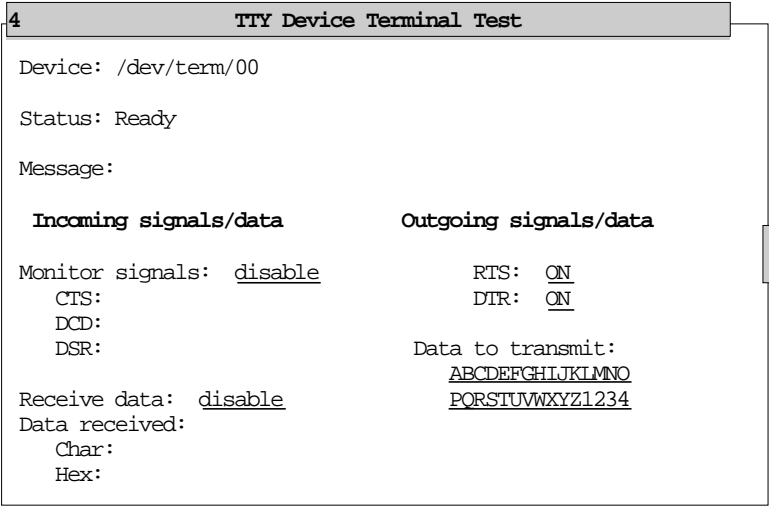 4 TTY Device Terminal Test
Device: /dev/term/00
Status: Ready
Message:
Incoming signals/data Outgoing signals/data
Monitor signals: disable RTS: ON
CTS: DTR: ON
DCD:
DSR: Data to transmit:
ABCDEFGHIJKLMNO
Receive data: disable PQRSTUVWXYZ1234
Data received:
Char:
Hex: